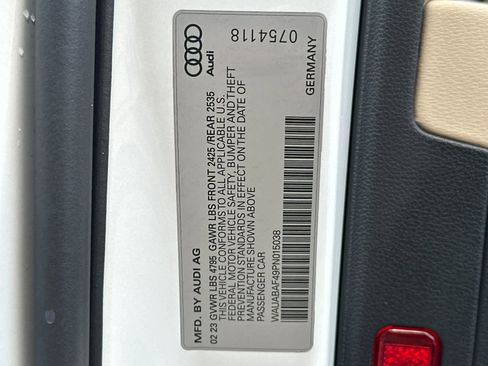 MFD. BY AUDI AG
02 23 GVWR LBS 4795 GAWR LBS FRONT 2425 /REAR 2535
THIS VEHICLE CONFORMS TO ALL APPLICABLE U.S.
FEDERAL MOTOR VEHICLE SAFETY, BUMPER AND THEFT
PREVENTION STANDARDS IN EFFECT ON THE DATE OF
MANUFACTURE SHOWN ABOVE
PASSENGER CAR
WAUABAF49PN015038
Audi
0754118
GERMANY